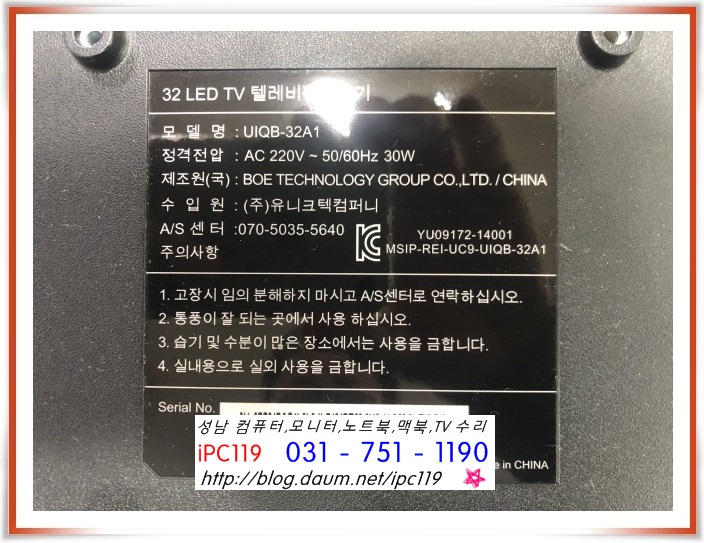 32 LED TV
모 델 명 : UIQB-32A1
정격전압 : AC 220V ~ 50/60Hz 30W
제조원(국) : BOE TECHNOLOGY GROUP CO.,LTD. / CHINA
수 입 원 : (주)유니크텍컴퍼니
A/S 센터 :070-5035-5640
주의사항
YU09172-14001
MSIP-REI-UC9-UIQB-32A1
1. 고장시 임의 분해하지 마시고 A/S센터로 연락하십시오.
2. 통풍이 잘 되는 곳에서 사용 하십시오.
3. 습기 및 수분이 많은 장소에서는 사용을 금합니다.
4. 실내용으로 실외 사용을 금합니다.
Serial No.
성남 컴퓨터,모니터,노트북,맥북,TV 수리
iPC119 031 - 751 - 1190
http://blog.daum.net/ipc119
in CHINA